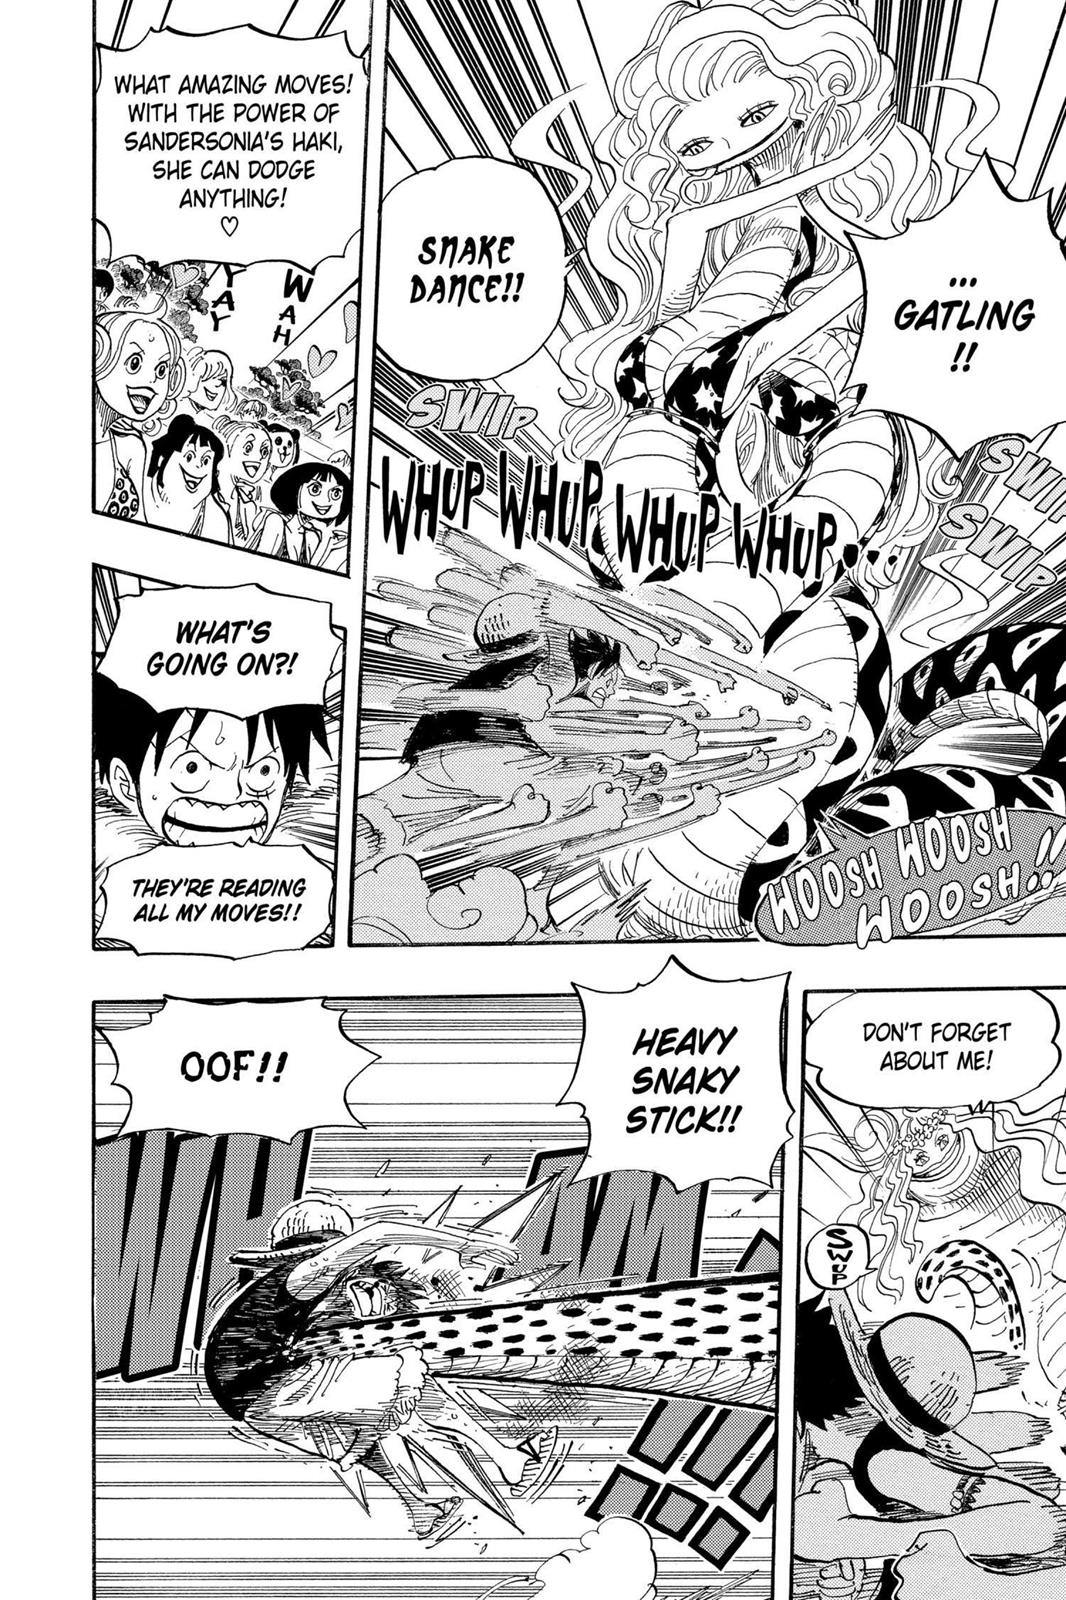 ...
GATLING
!!
SNAKE
DANCE!!
SWIP
SWIP
SWIP
WHUP WHUP WHUP WHUP...
WOOSH WOOSH
WOOSH!!
WHAT AMAZING MOVES!
WITH THE POWER OF
SANDERSONIA'S HAKI,
SHE CAN DODGE
ANYTHING!
♡
YAY
WAH
WHAT'S
GOING ON?!
THEY'RE READING
ALL MY MOVES!!
DON'T FORGET
ABOUT ME!
SWUP
HEAVY
SNAKY
STICK!!
OOF!!
WHAM!!!